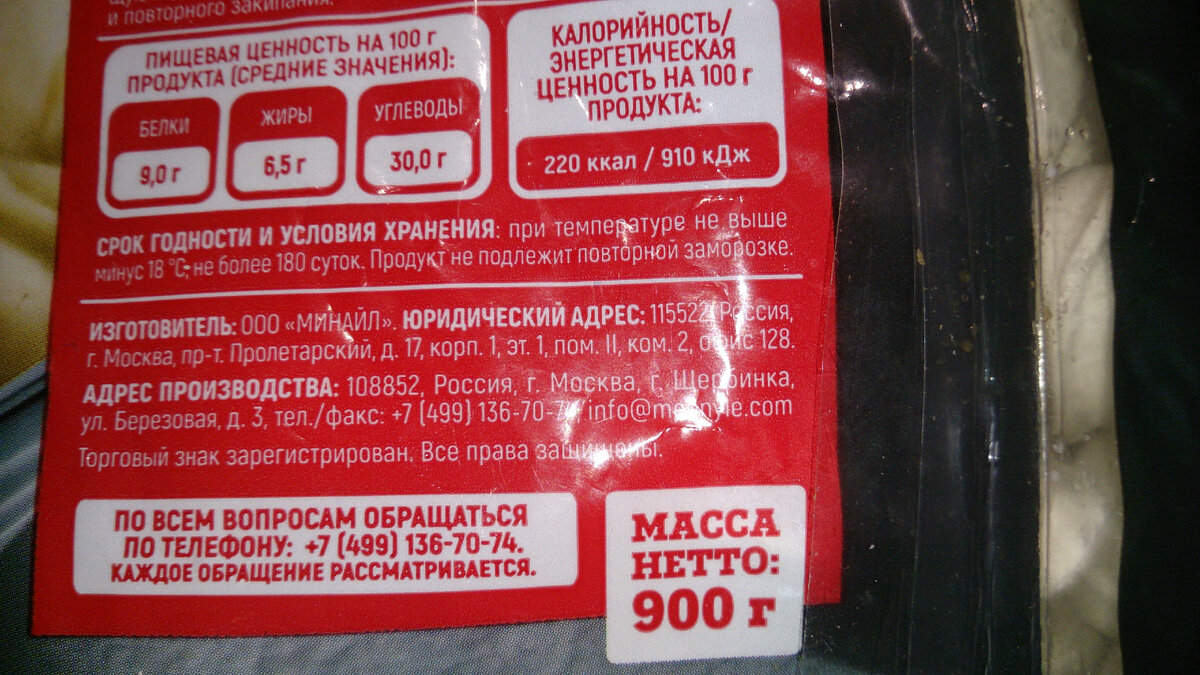 и повторного закипания.
ПИЩЕВАЯ ЦЕННОСТЬ НА 100 г
ПРОДУКТА (СРЕДНИЕ ЗНАЧЕНИЯ):
БЕЛКИ
9,0 г
ЖИРЫ
6,5 г
УГЛЕВОДЫ
30,0 г
КАЛОРИЙНОСТЬ/
ЭНЕРГЕТИЧЕСКАЯ
ЦЕННОСТЬ НА 100 г
ПРОДУКТА:
220 ккал / 910 кДж
СРОК ГОДНОСТИ И УСЛОВИЯ ХРАНЕНИЯ: при температуре не выше
минус 18 °С; не более 180 суток. Продукт не подлежит повторной заморозке.
ИЗГОТОВИТЕЛЬ: ООО «МИНАЙЛ». ЮРИДИЧЕСКИЙ АДРЕС: 115522, Россия,
г. Москва, пр-т. Пролетарский, д. 17, корп. 1, эт. 1, пом. II, ком. 2, офис 128.
АДРЕС ПРОИЗВОДСТВА: 108852, Россия, г. Москва, г. Щербинка,
ул. Березовая, д. 3, тел./факс: +7 (499) 136-70-74
Торговый знак зарегистрирован. Все права защищены.
ПО ВСЕМ ВОПРОСАМ ОБРАЩАТЬСЯ
ПО ТЕЛЕФОНУ: +7 (499) 136-70-74.
КАЖДОЕ ОБРАЩЕНИЕ РАССМАТРИВАЕТСЯ.
МАССА
НЕТТО:
900 г